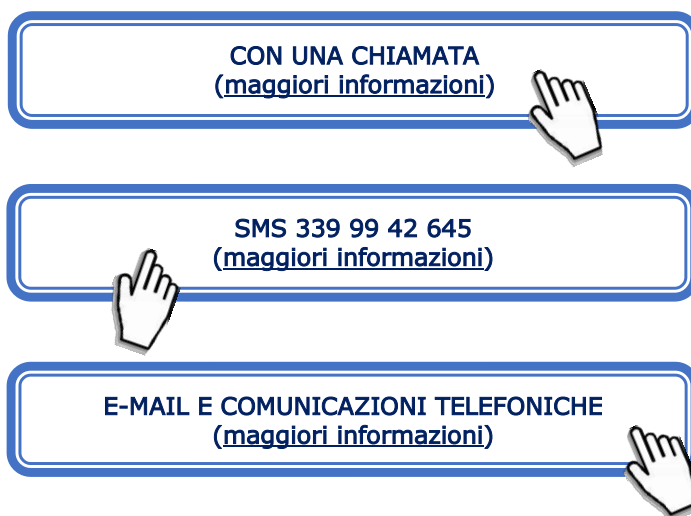 CON UNA CHIAMATA
(maggiori informazioni)
SMS 339 99 42 645
(maggiori informazioni)
E-MAIL E COMUNICAZIONI TELEFONICHE
(maggiori informazioni)